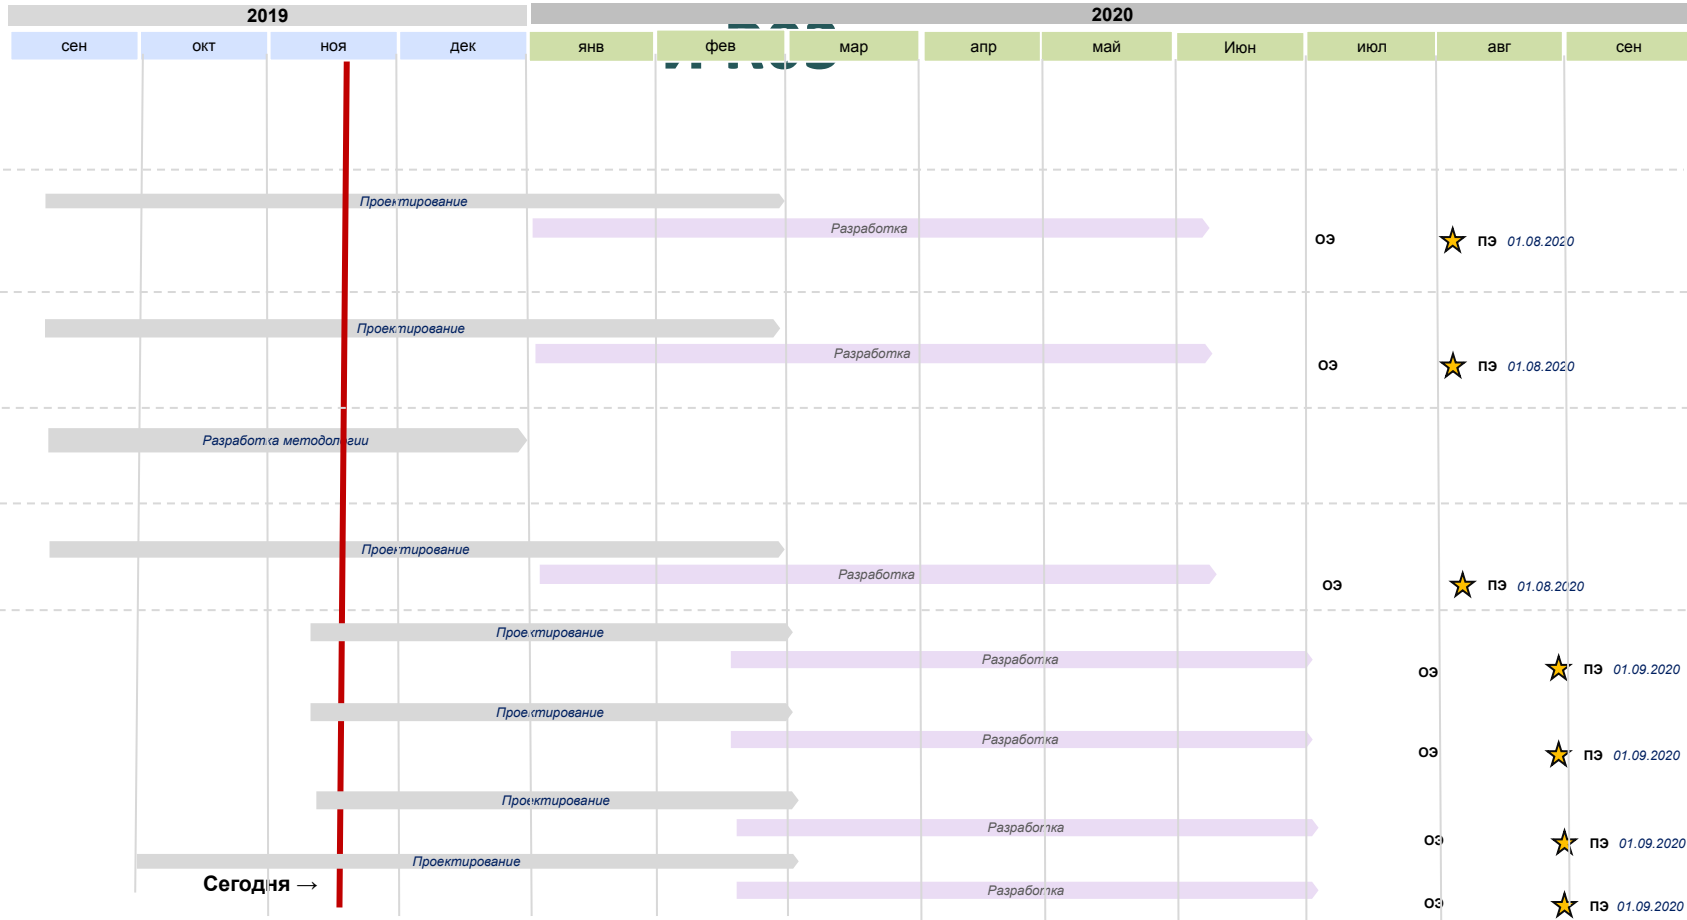 2019 2020
сен окт ноя дек янв фев мар апр май Июн июл авг сен
Проектирование
Разработка
ОЭ ПЭ 01.08.2020
Проектирование
Разработка
ОЭ ПЭ 01.08.2020
Разработка методологии
Проектирование
Разработка
ОЭ ПЭ 01.08.2020
Проектирование
Разработка
ОЭ ПЭ 01.09.2020
Проектирование
Разработка
ОЭ ПЭ 01.09.2020
Проектирование
Разработка
ОЭ ПЭ 01.09.2020
Проектирование
Сегодня →
Разработка
ОЭ ПЭ 01.09.2020